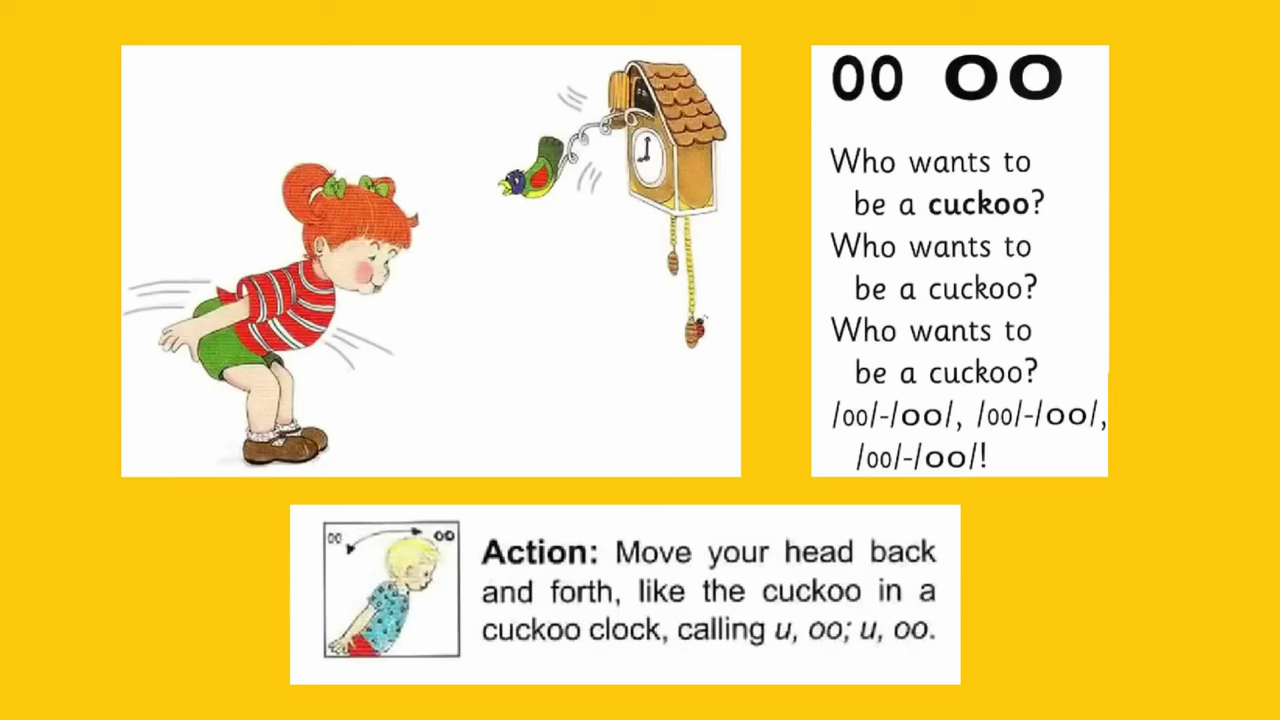 oo oo
Who wants to
be a cuckoo?
Who wants to
be a cuckoo?
Who wants to
be a cuckoo?
/oo/-/oo/, /oo/-/oo/,
/oo/-/oo/!
oo oo
Action: Move your head back
and forth, like the cuckoo in a
cuckoo clock, calling u, oo; u, oo.